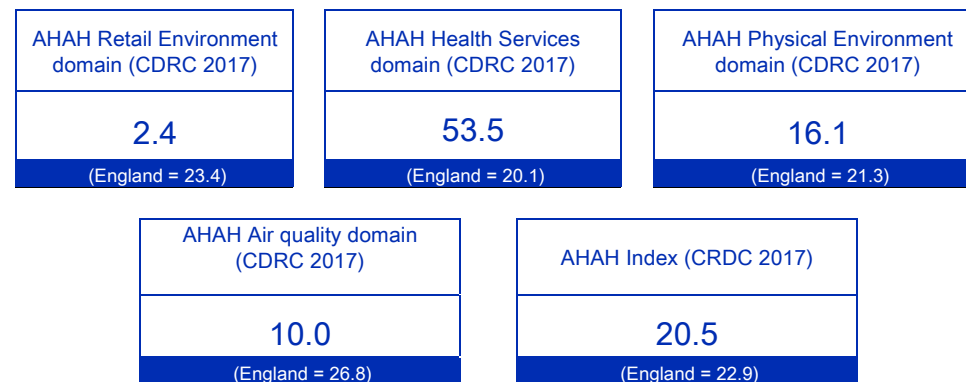 AHAH Retail Environment
domain (CDRC 2017)
2.4
(England = 23.4)
AHAH Health Services
domain (CDRC 2017)
53.5
(England = 20.1)
AHAH Physical Environment
domain (CDRC 2017)
16.1
(England = 21.3)
AHAH Air quality domain
(CDRC 2017)
10.0
(England = 26.8)
AHAH Index (CRDC 2017)
20.5
(England = 22.9)